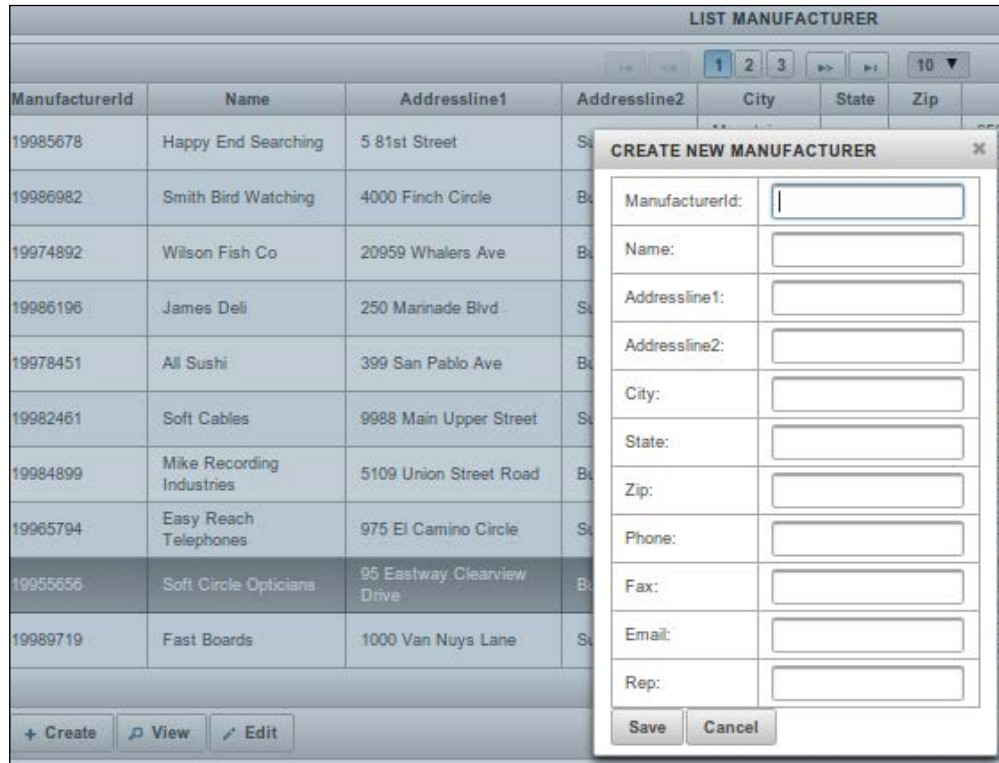 LIST MANUFACTURER
1 2 3 10
ManufacturerId Name Addressline1 Addressline2 City State Zip
19985678 Happy End Searching 5 81st Street
19986982 Smith Bird Watching 4000 Finch Circle
19974892 Wilson Fish Co 20959 Whalers Ave
19986196 James Deli 250 Marinade Blvd
19978451 All Sushi 399 San Pablo Ave
19982461 Soft Cables 9988 Main Upper Street
19984899 Mike Recording Industries 5109 Union Street Road
19965794 Easy Reach Telephones 975 El Camino Circle
19955656 Soft Circle Opticians 95 Eastway Clearview Drive
19989719 Fast Boards 1000 Van Nuys Lane
+ Create View Edit
CREATE NEW MANUFACTURER
ManufacturerId:
Name:
Addressline1:
Addressline2:
City:
State:
Zip:
Phone:
Fax:
Email:
Rep:
Save Cancel